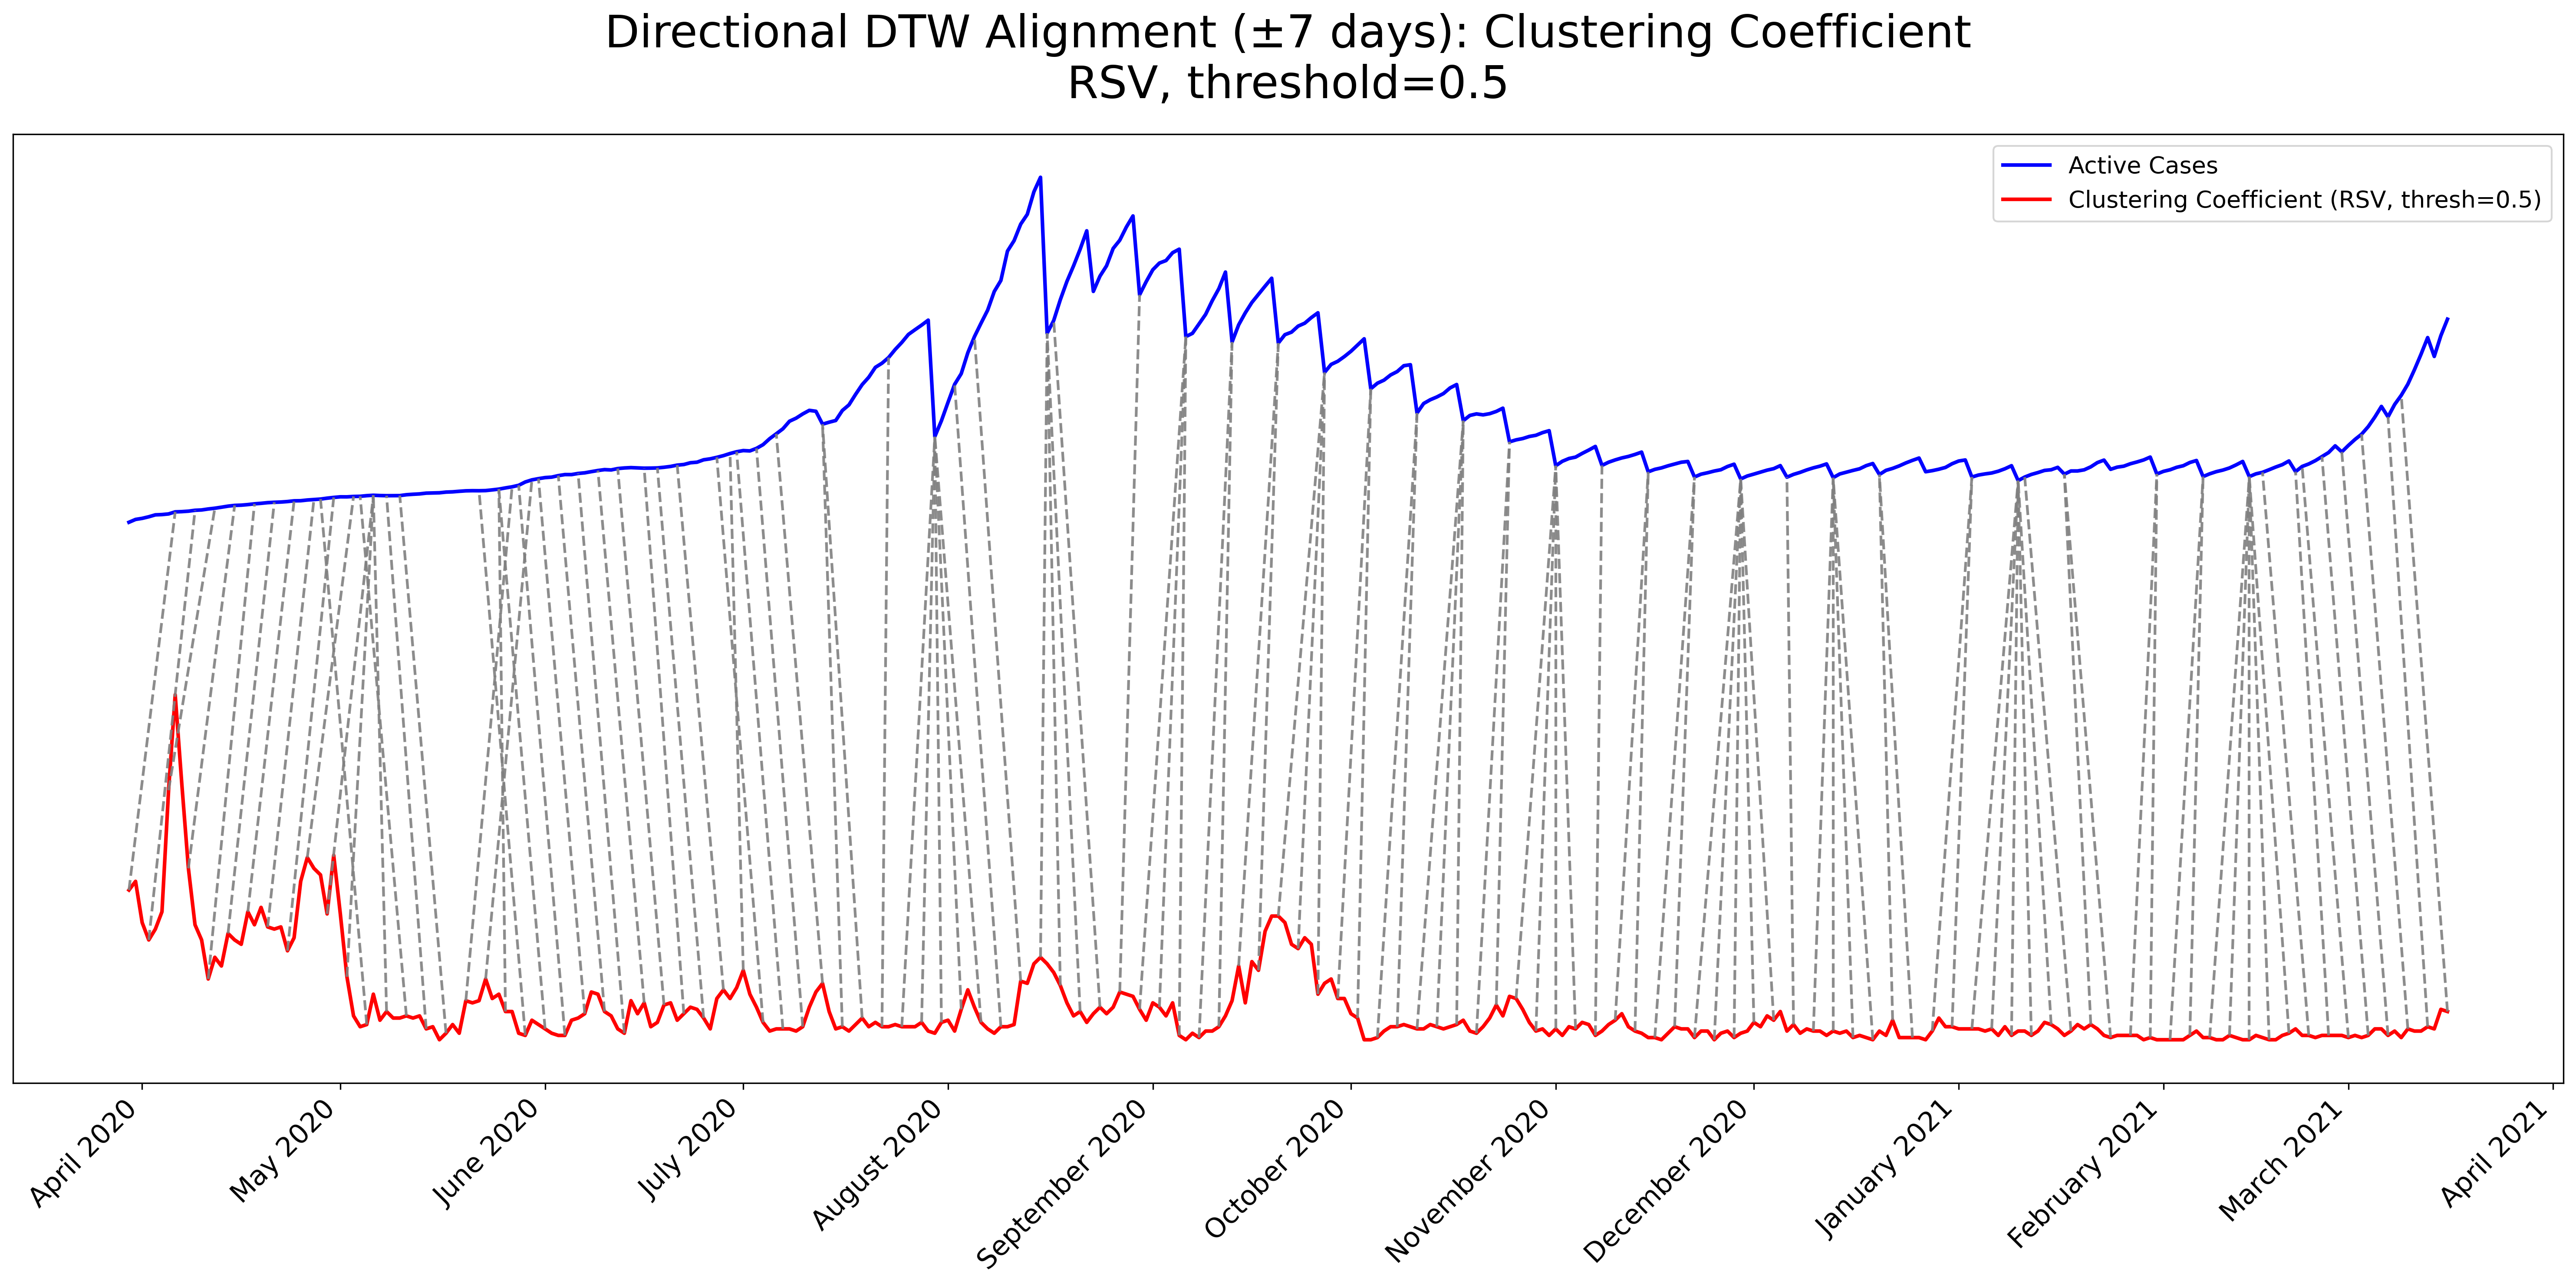 Directional DTW Alignment (±7 days): Clustering Coefficient
RSV, threshold=0.5
Active Cases
Clustering Coefficient (RSV, thresh=0.5)
April 2020
May 2020
June 2020
July 2020
August 2020
September 2020
October 2020
November 2020
December 2020
January 2021
February 2021
March 2021
April 2021